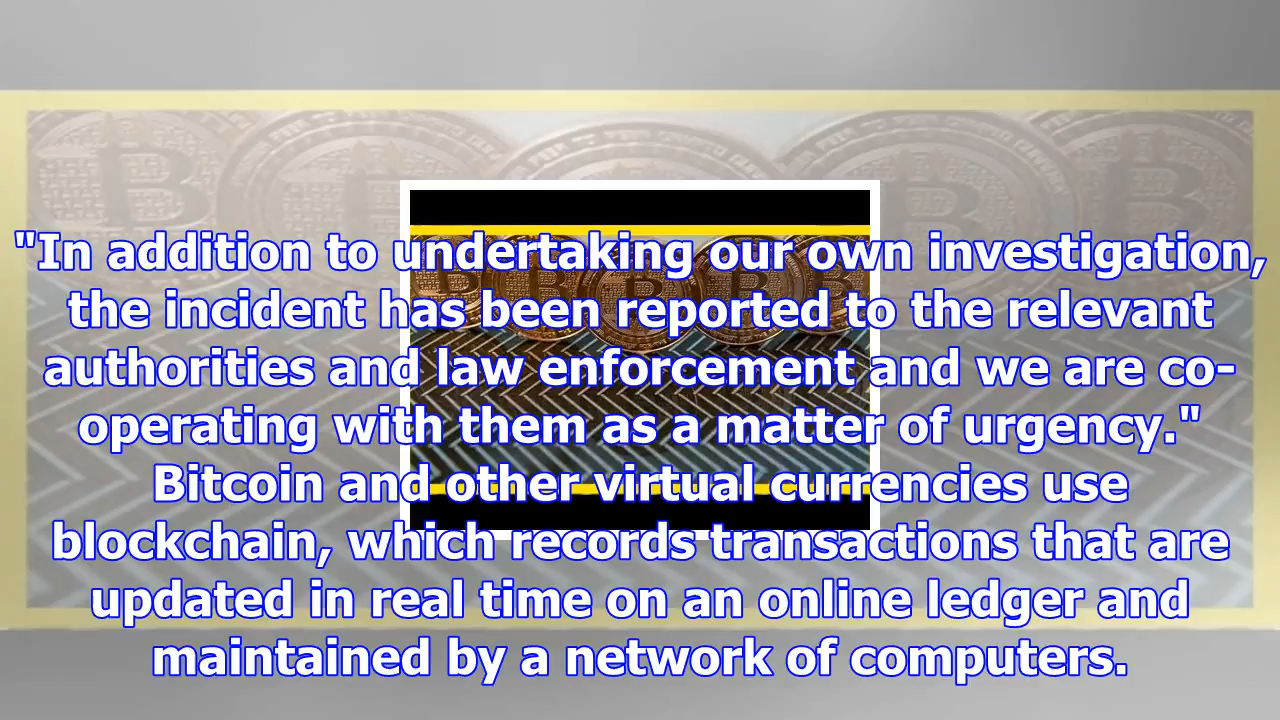 "In addition to undertaking our own investigation,
the incident has been reported to the relevant
authorities and law enforcement and we are co-
operating with them as a matter of urgency."
Bitcoin and other virtual currencies use
blockchain, which records transactions that are
updated in real time on an online ledger and
maintained by a network of computers.